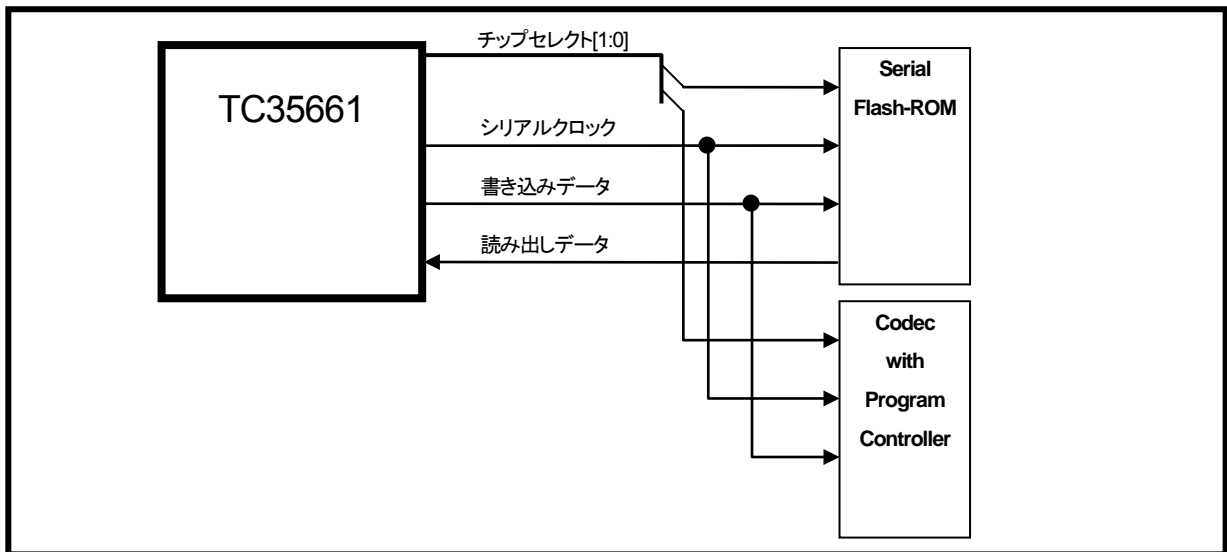 チップセレクト[1:0]
TC35661
シリアルクロック
書き込みデータ
読み出しデータ
Serial
Flash-ROM
Codec
with
Program
Controller